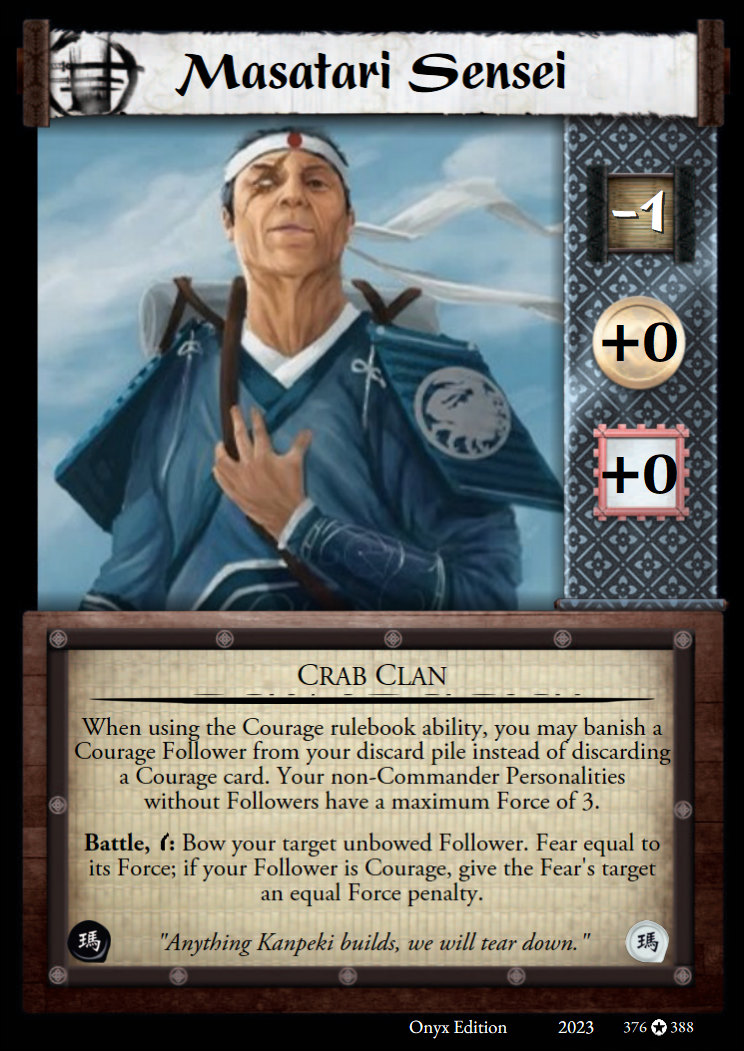 Masatari Sensei
-1
+0
+0
CRAB CLAN
When using the Courage rulebook ability, you may banish a
Courage Follower from your discard pile instead of discarding
a Courage card. Your non-Commander Personalities
without Followers have a maximum Force of 3.
Battle, : Bow your target unbowed Follower. Fear equal to
its Force; if your Follower is Courage, give the Fear's target
an equal Force penalty.
瑪 "Anything Kanpeki builds, we will tear down." 瑪
Onyx Edition 2023 376 ✪ 388